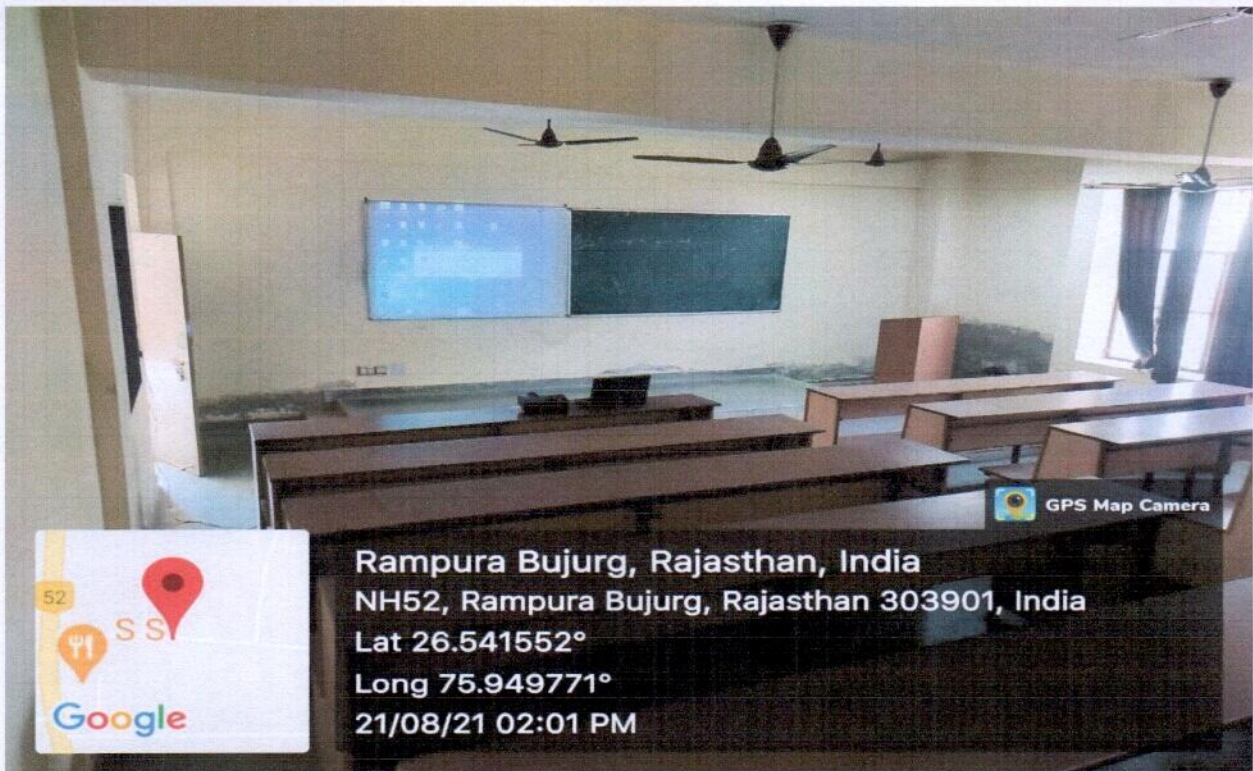 GPS Map Camera
Rampura Bujurg, Rajasthan, India
NH52, Rampura Bujurg, Rajasthan 303901, India
Lat 26.541552°
Long 75.949771°
21/08/21 02:01 PM
52
S S
Google